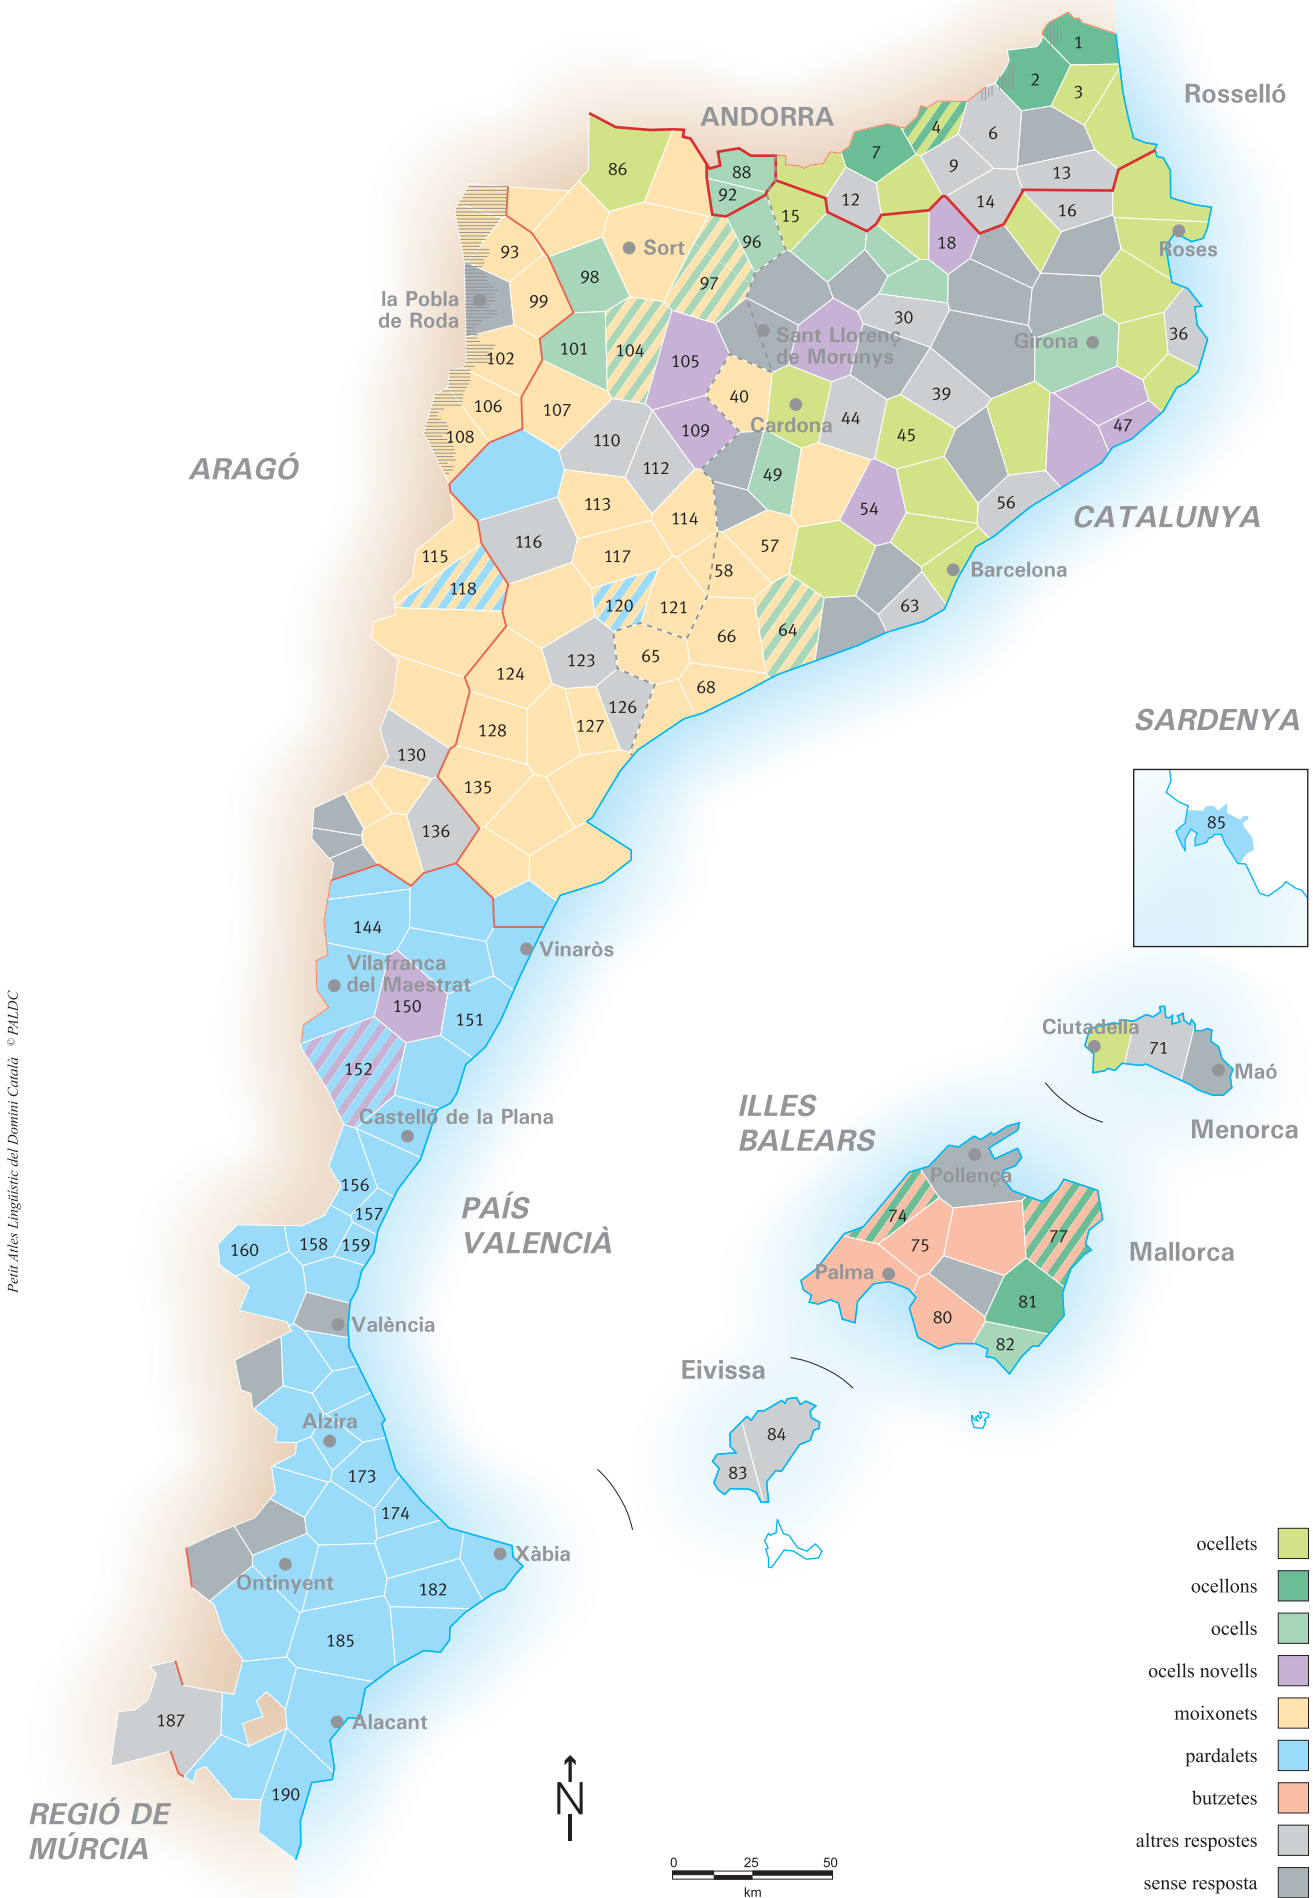 1
Rosselló
2
3
ANDORRA
4
6
7
9
86
88
13
92
12
14
15
16
18
93
Sort
96
Roses
98
97
la Pobla
de Roda
99
30
Sant Llorenç
de Morunys
Girona
36
101
104
102
105
40
39
106
107
Cardona
44
47
108
109
45
110
ARAGÓ
112
49
113
54
56
114
CATALUNYA
116
57
115
117
58
Barcelona
118
120
121
63
64
66
65
123
124
68
126
127
128
SARDENYA
130
135
85
136
144
Vinaròs
Vilafranca
del Maestrat
150
151
Ciutadella
71
152
Maó
ILLES
BALEARS
Castelló de la Plana
Menorca
Pollença
156
157
PAÍS
VALENCIÀ
74
158
159
160
75
77
Mallorca
Palma
81
80
València
82
Eivissa
Alzira
84
83
173
174
Xàbia
Ontinyent
182
185
187
Alacant
190
REGIÓ DE
MÚRCIA
N
0 25 50
km
ocellets
ocellons
ocells
ocells novells
moixonets
pardalets
butzetes
altres respostes
sense resposta
Petit Atles Lingüístic del Domini Català © PALDC